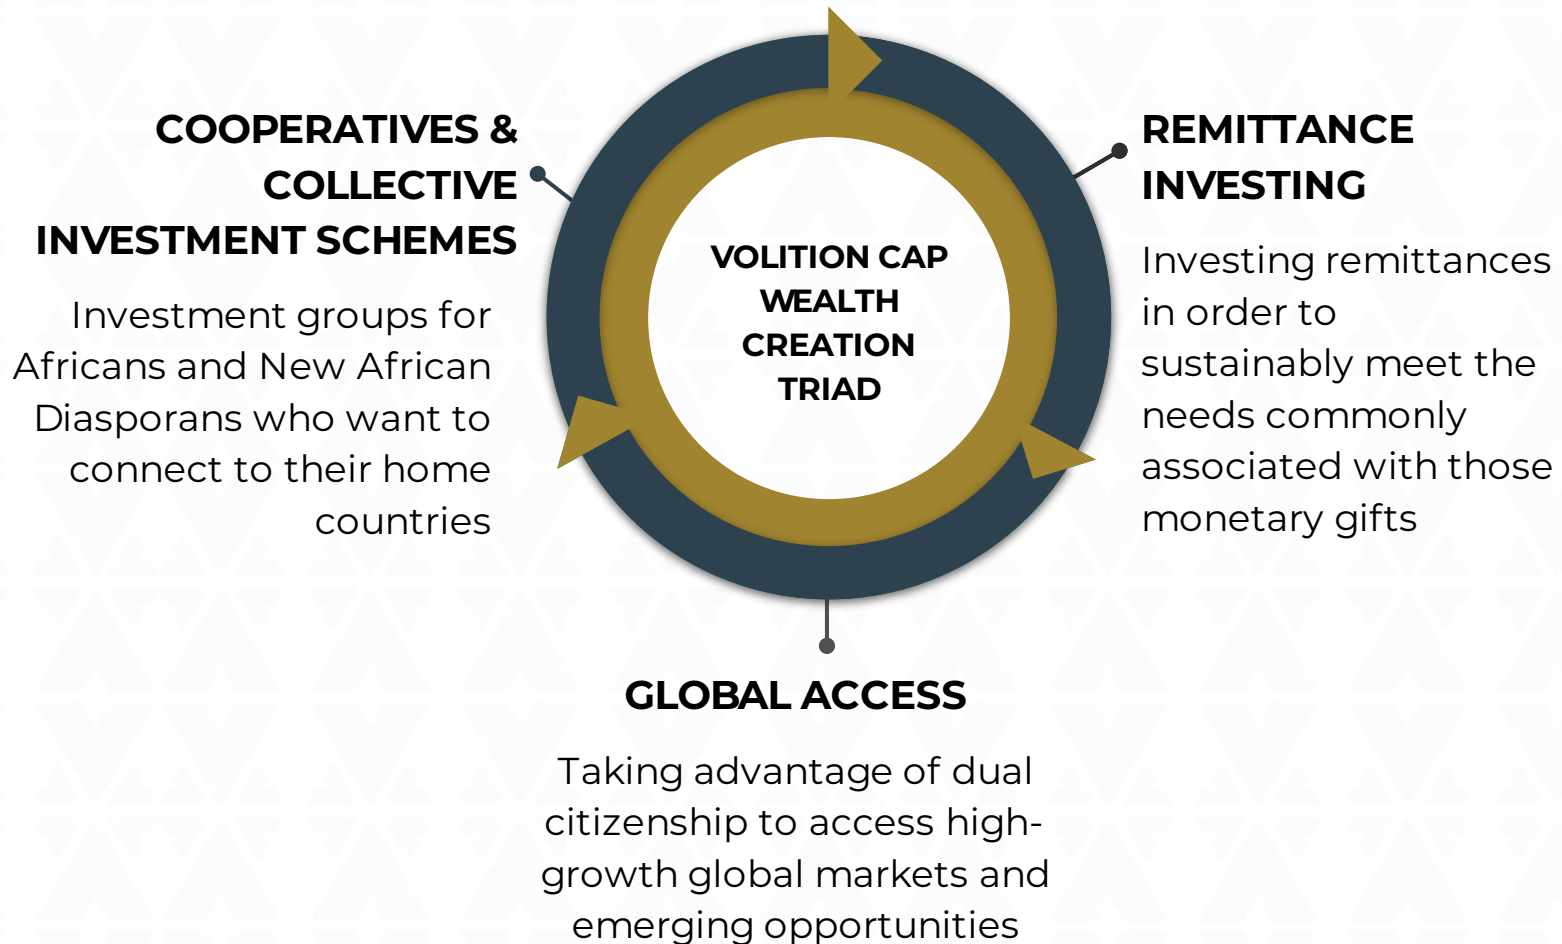 COOPERATIVES &
COLLECTIVE
INVESTMENT SCHEMES
Investment groups for
Africans and New African
Diasporans who want to
connect to their home
countries
VOLITION CAP
WEALTH
CREATION
TRIAD
REMITTANCE
INVESTING
Investing remittances
in order to
sustainably meet the
needs commonly
associated with those
monetary gifts
GLOBAL ACCESS
Taking advantage of dual
citizenship to access high-
growth global markets and
emerging opportunities